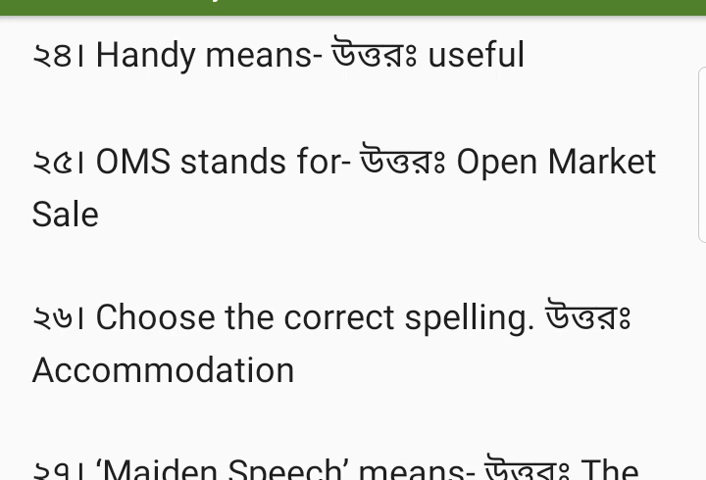 ২৪। Handy means- উত্তরঃ useful
২৫। OMS stands for- উত্তরঃ Open Market
Sale
২৬। Choose the correct spelling. উত্তরঃ
Accommodation
২৭। ‘Maiden Speech’ means- উত্তরঃ The